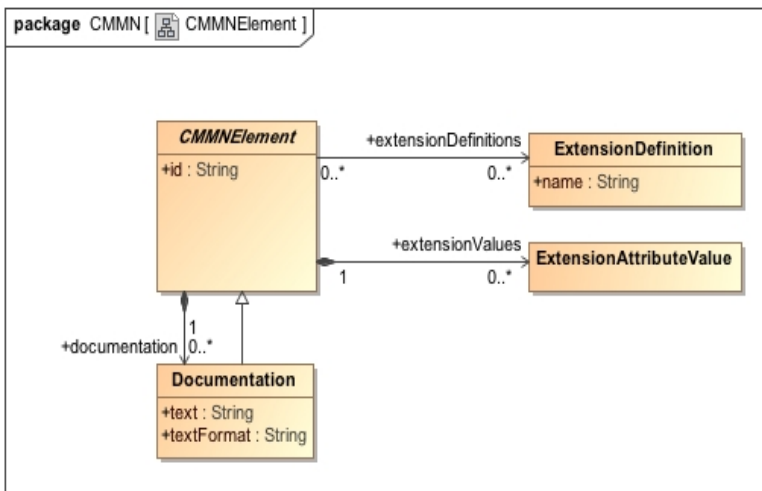 package CMMN [ CMMNElement ]
CMMNElement
+id : String
+extensionDefinitions
0..*
0..*
ExtensionDefinition
+name : String
+extensionValues
1
0..*
ExtensionAttributeValue
1
+documentation
0..*
Documentation
+text : String
+textFormat : String